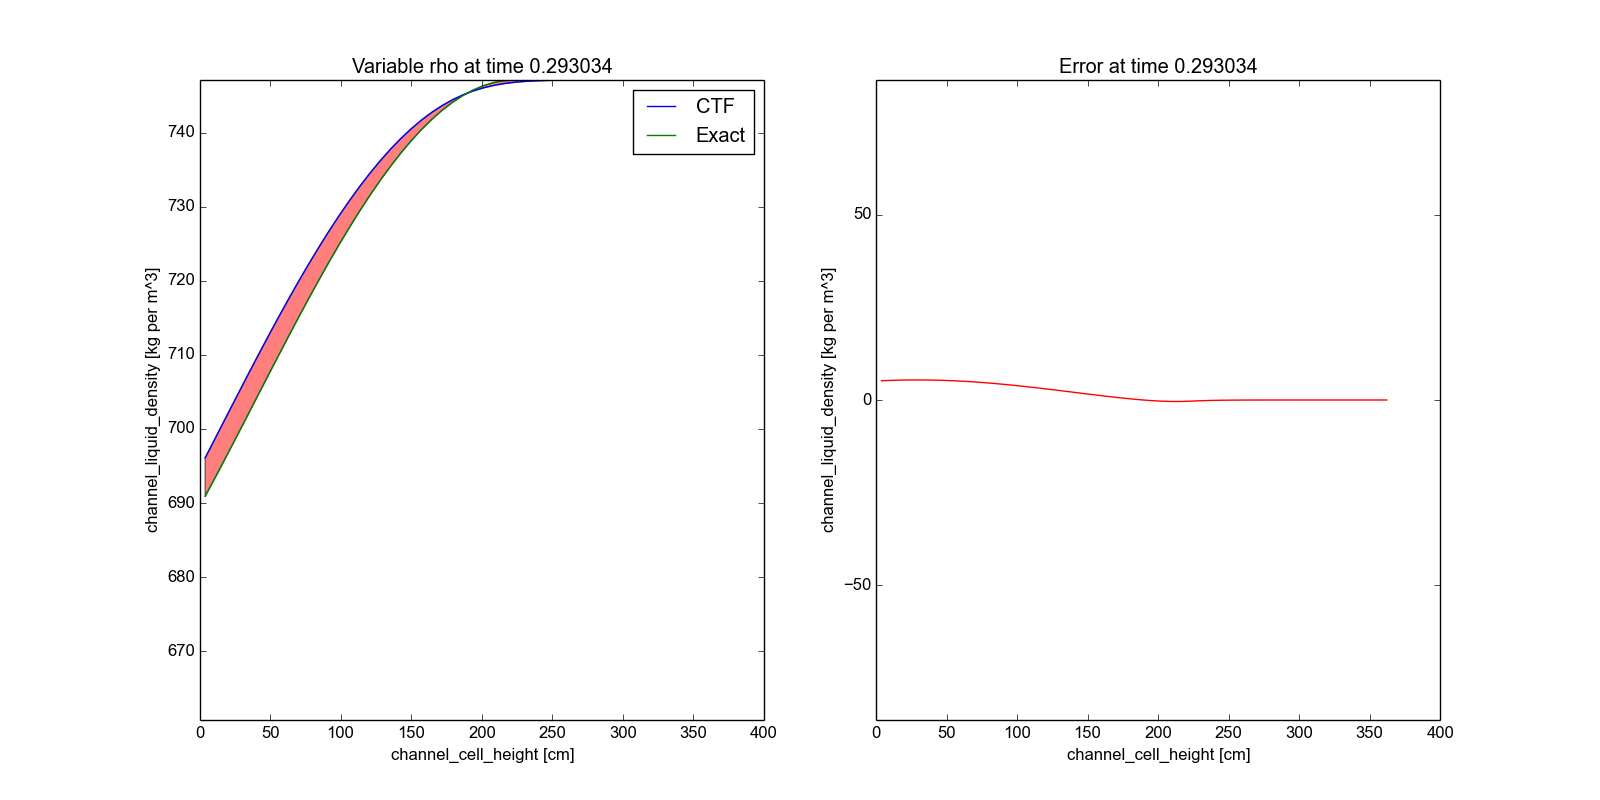 Variable rho at time 0.293034
CTF
Exact
740
730
720
710
700
690
680
670
channel_liquid_density [kg per m^3]
0 50 100 150 200 250 300 350 400
channel_cell_height [cm]
Error at time 0.293034
50
0
−50
channel_liquid_density [kg per m^3]
0 50 100 150 200 250 300 350 400
channel_cell_height [cm]